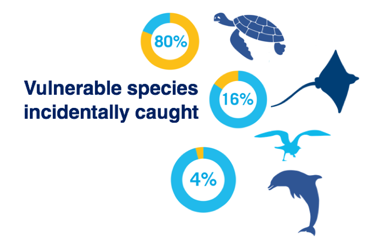 80%
Vulnerable species
incidentally caught
16%
4%